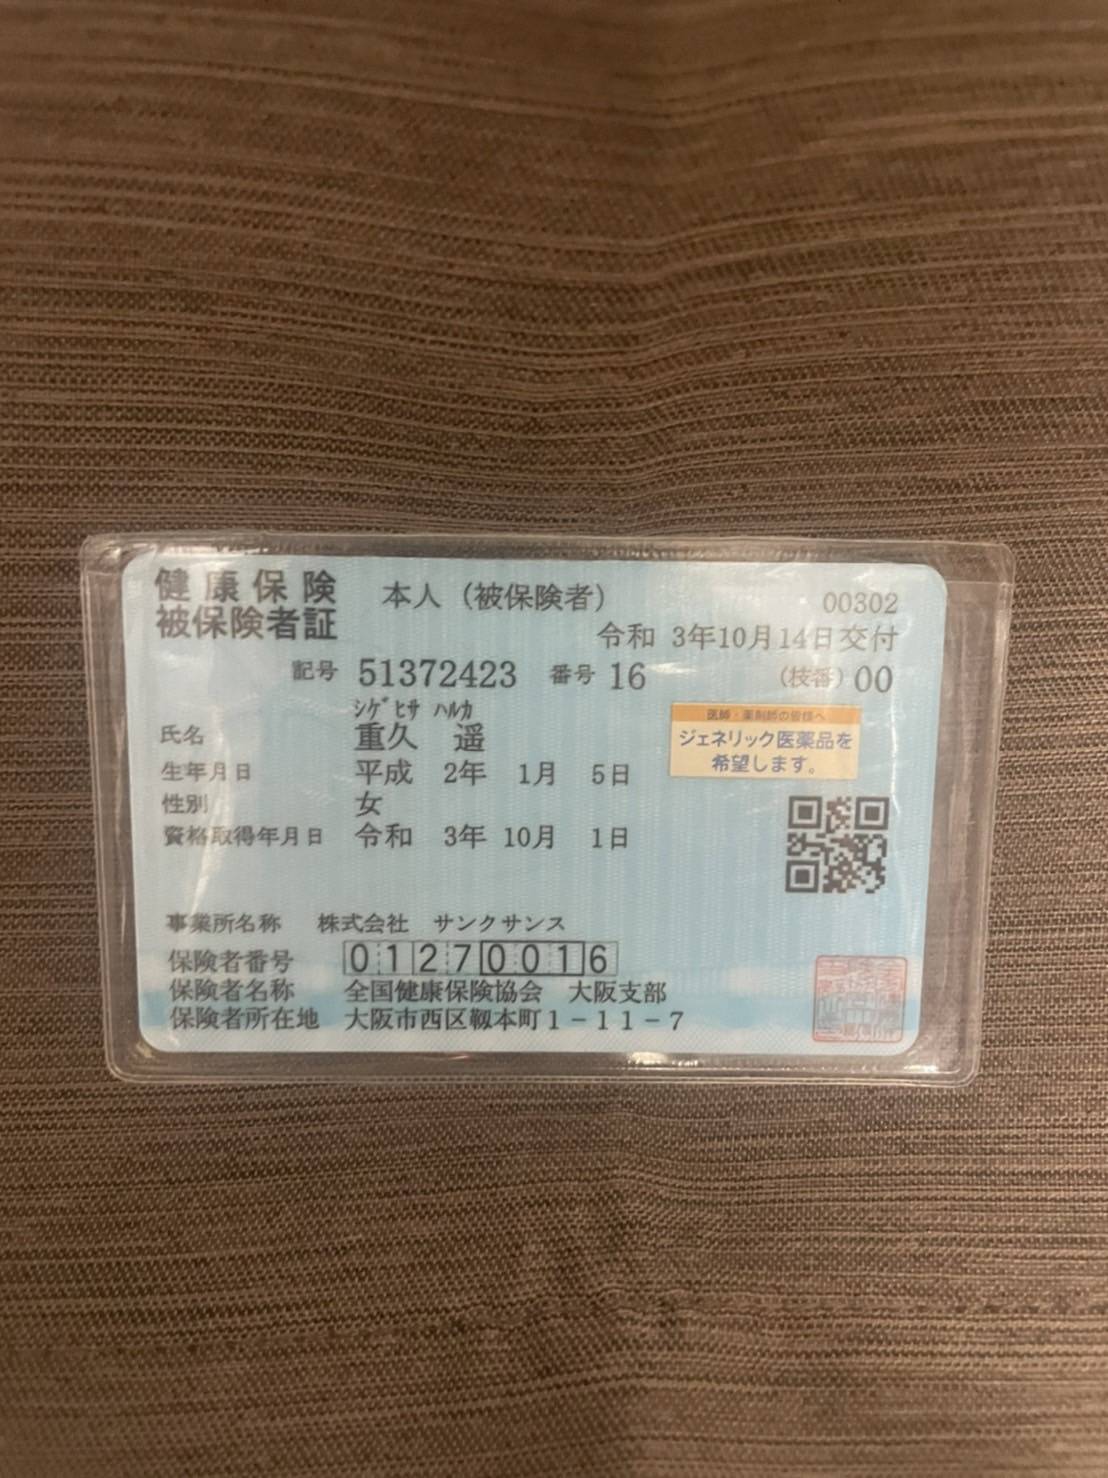 健康保険 本人（被保険者） 00302
被保険者証 令和 3年10月14日交付
記号 51372423 番号 16 （枝番）00
ｼｹﾞﾋｻ ﾊﾙｶ
氏名 重久 遥
生年月日 平成 2年 1月 5日
性別 女
資格取得年月日 令和 3年 10月 1日
医師・薬剤師の皆様へ
ジェネリック医薬品を
希望します。
事業所名称 株式会社 サンクサンス
保険者番号 01270016
保険者名称 全国健康保険協会 大阪支部
保険者所在地 大阪市西区靱本町１－１１－７